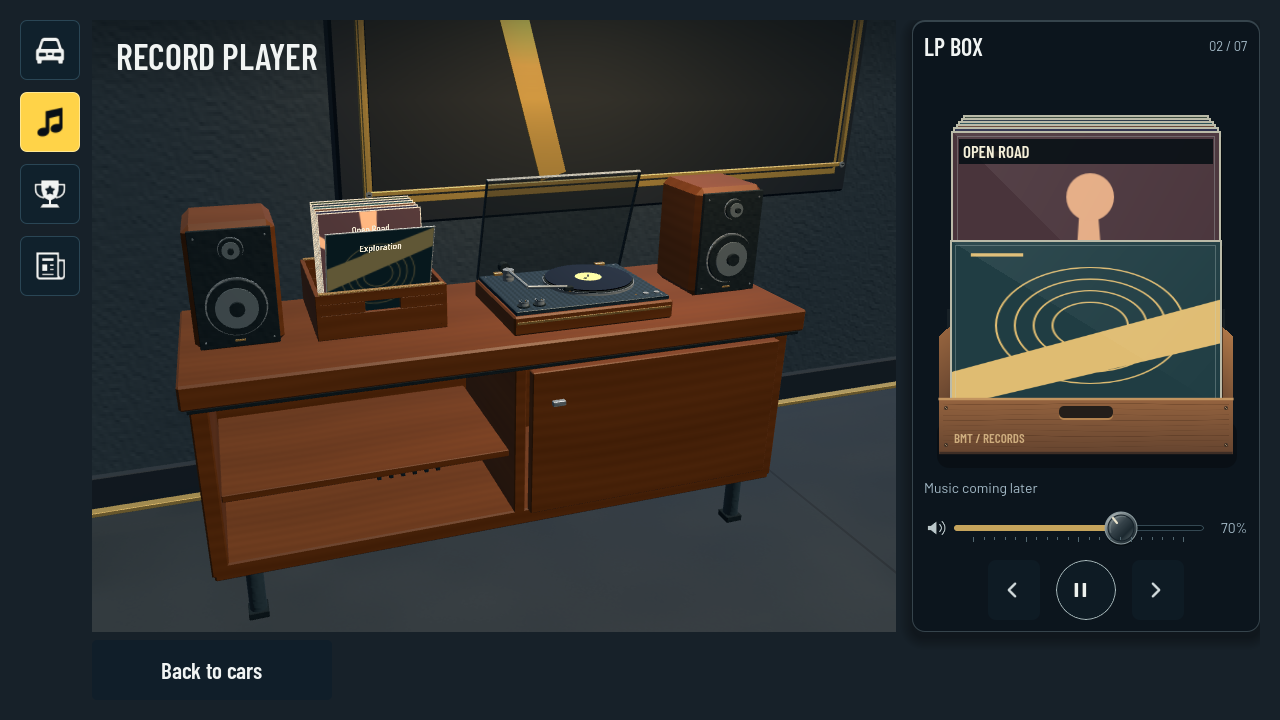 RECORD PLAYER
LP BOX
02 / 07
OPEN ROAD
Open Road
Exploration
BMT / RECORDS
Music coming later
70%
Back to cars